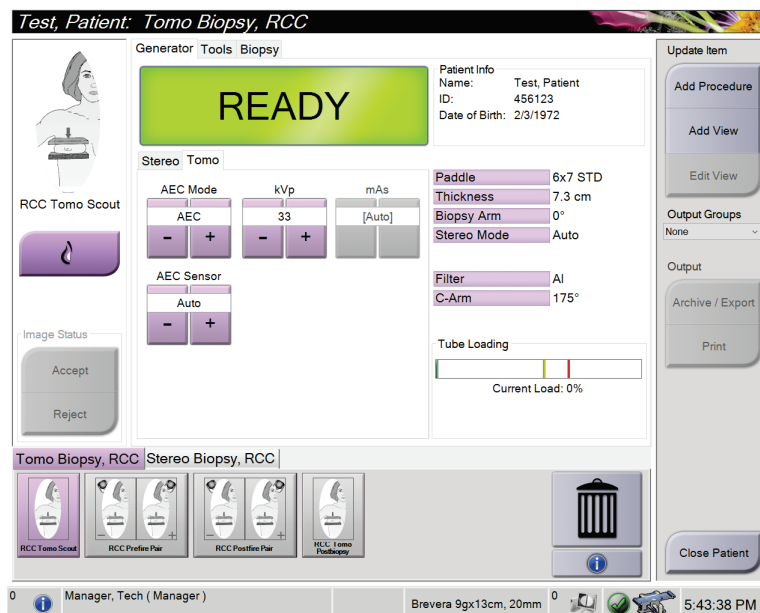 Test, Patient: Tomo Biopsy, RCC
Generator Tools Biopsy
READY
Patient Info
Name: Test, Patient
ID: 456123
Date of Birth: 2/3/1972
Update Item
Add Procedure
Add View
Edit View
Output Groups
None
Output
Archive / Export
Print
Close Patient
RCC Tomo Scout
Image Status
Accept
Reject
Stereo Tomo
AEC Mode kVp mAs
AEC 33 [Auto]
- + - +
AEC Sensor
Auto
- +
Paddle 6x7 STD
Thickness 7.3 cm
Biopsy Arm 0°
Stereo Mode Auto
Filter Al
C-Arm 175°
Tube Loading
Current Load: 0%
Tomo Biopsy, RCC Stereo Biopsy, RCC
RCC Tomo Scout
- +
RCC Prefire Pair
- +
RCC Postfire Pair
RCC Tomo
Postbiopsy
0 Manager, Tech ( Manager ) Brevera 9gx13cm, 20mm 0 5:43:38 PM